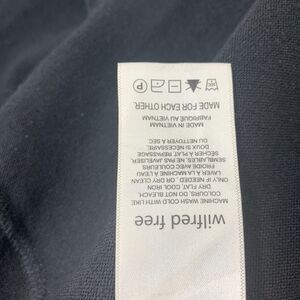 wilfred free
MACHINE WASH COLD WITH LIKE
COLOURS, DO NOT BLEACH,
DRY FLAT, COOL IRON
ONLY IF NEEDED , OR DRY CLEAN
LAVER À LA MACHINE À L'EAU
FROIDE AVEC COULEURS
SEMBLABLES, NE PAS JAVELISER,
SÉCHER À PLAT, REPASSAGE
DOUX SI NÉCESSAIRE,
OU NETTOYER À SEC
MADE IN VIETNAM
FABRIQUÉ AU VIETNAM
MADE FOR EACH OTHER.
P